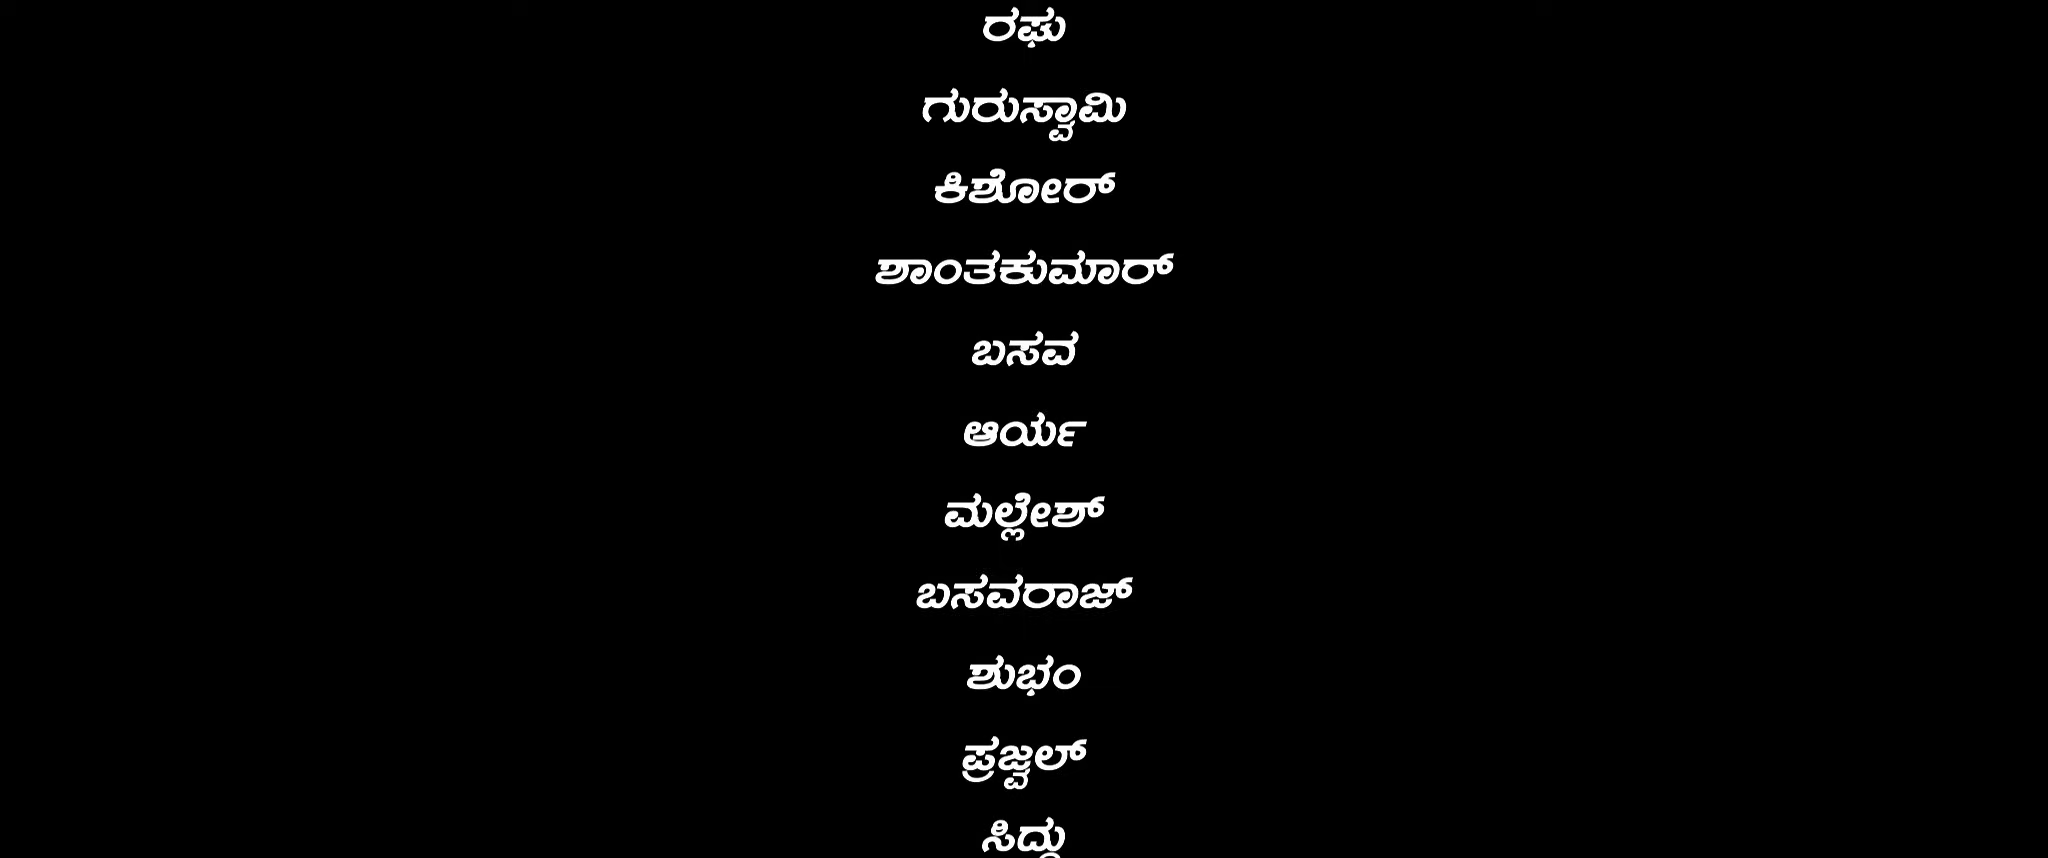 ರಘು
ಗುರುಸ್ವಾಮಿ
ಕಿಶೋರ್
ಶಾಂತಕುಮಾರ್
ಬಸವ
ಆರ್ಯ
ಮಲ್ಲೇಶ್
ಬಸವರಾಜ್
ಶುಭಂ
ಪ್ರಜ್ವಲ್
ಸಿದ್ದು